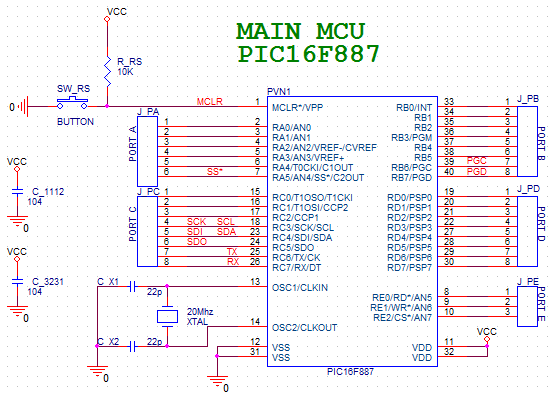 MAIN MCU
PIC16F887
VCC
R_RS
10K
SW_RS
0
BUTTON
MCLR
PVN1
1 MCLR*/VPP
J_PA
PORT A
1 2 RA0/AN0
2 3 RA1/AN1
3 4 RA2/AN2/VREF-/CVREF
4 5 RA3/AN3/VREF+
5 6 RA4/T0CKI/C1OUT
6 SS* 7 RA5/AN4/SS*/C2OUT
J_PC
PORT C
1 15 RC0/T1OSO/T1CKI
2 16 RC1/T1OSI/CCP2
3 17 RC2/CCP1
4 SCK SCL 18 RC3/SCK/SCL
5 SDI SDA 23 RC4/SDI/SDA
6 SDO 24 RC5/SDO
7 TX 25 RC6/TX/CK
8 RX 26 RC7/RX/DT
C_X1
22p
13 OSC1/CLKIN
20Mhz
XTAL
14 OSC2/CLKOUT
C_X2
22p
0
12 VSS
31 VSS
0
VCC
C_1112
104
0
VCC
C_3231
104
0
J_PB
PORT B
RB0/INT 33 1
RB1 34 2
RB2 35 3
RB3/PGM 36 4
RB4 37 5
RB5 38 6
RB6/PGC 39 PGC 7
RB7/PGD 40 PGD 8
J_PD
PORT D
RD0/PSP0 19 1
RD1/PSP1 20 2
RD2/PSP2 21 3
RD3/PSP3 22 4
RD4/PSP4 27 5
RD5/PSP5 28 6
RD6/PSP6 29 7
RD7/PSP7 30 8
J_PE
PORT E
RE0/RD*/AN5 8 1
RE1/WR*/AN6 9 2
RE2/CS*/AN7 10 3
VCC
VDD 11
VDD 32
PIC16F887